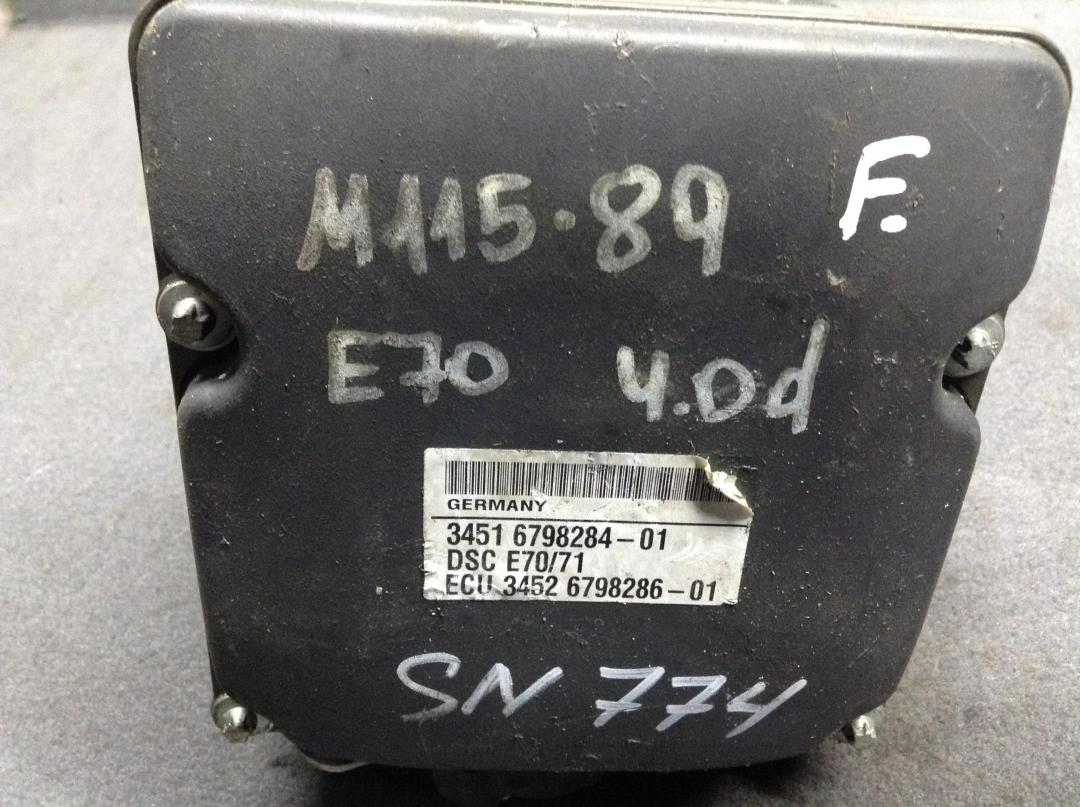 M115.89 F.
E70 4.0d
GERMANY
3451 6798284-01
DSC E70/71
ECU 3452 6798286-01
SN 774